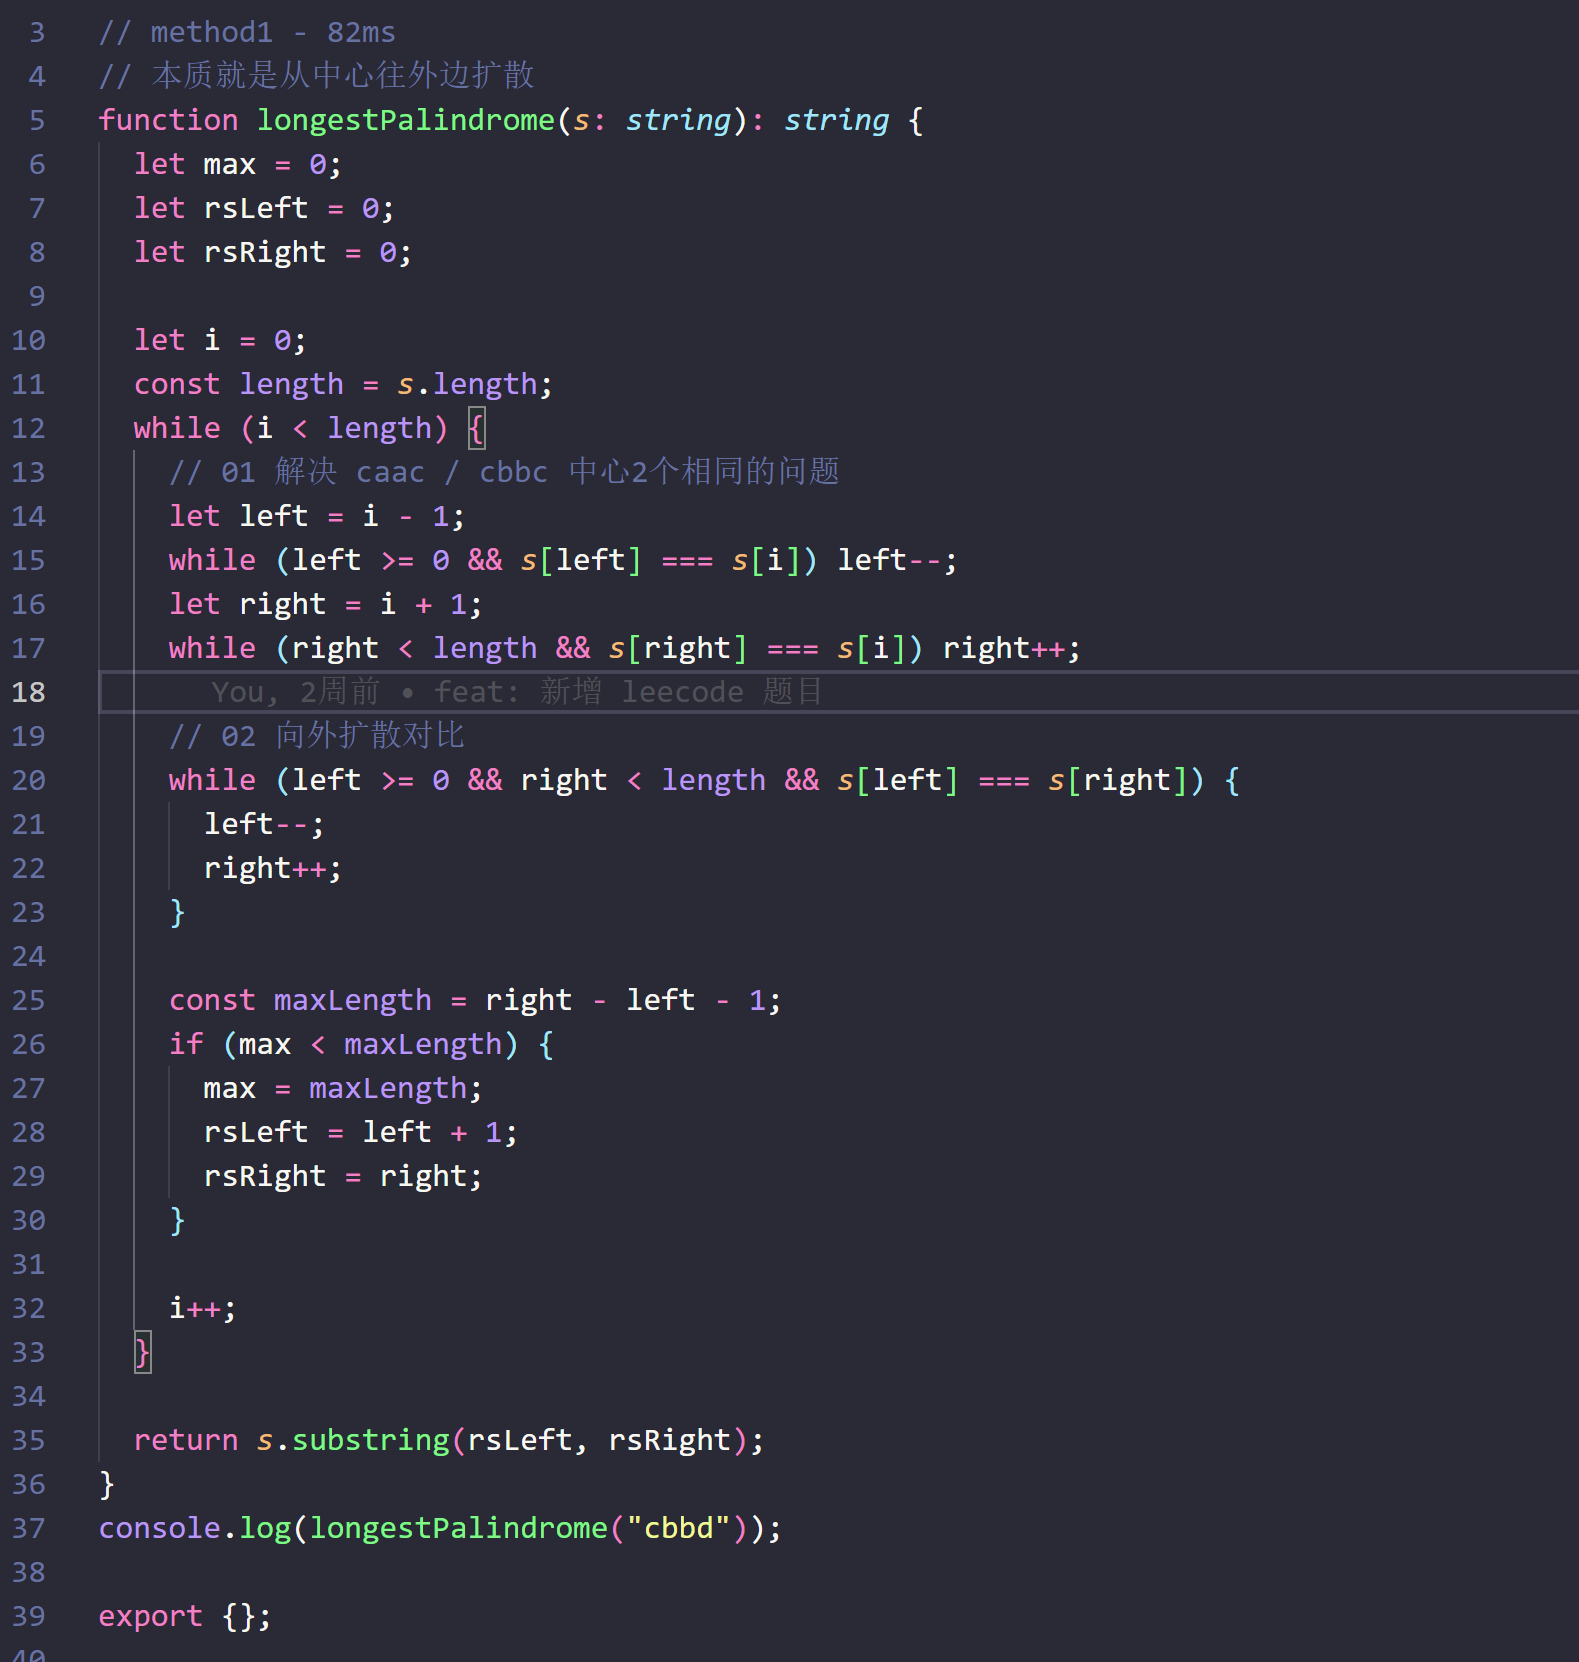 3 // method1 - 82ms
4 // 本质就是从中心往外边扩散
5 function longestPalindrome(s: string): string {
6 let max = 0;
7 let rsLeft = 0;
8 let rsRight = 0;
9
10 let i = 0;
11 const length = s.length;
12 while (i < length) {
13 // 01 解决 caac / cbbc 中心2个相同的问题
14 let left = i - 1;
15 while (left >= 0 && s[left] === s[i]) left--;
16 let right = i + 1;
17 while (right < length && s[right] === s[i]) right++;
18 You, 2周前 • feat: 新增 leecode 题目
19 // 02 向外扩散对比
20 while (left >= 0 && right < length && s[left] === s[right]) {
21 left--;
22 right++;
23 }
24
25 const maxLength = right - left - 1;
26 if (max < maxLength) {
27 max = maxLength;
28 rsLeft = left + 1;
29 rsRight = right;
30 }
31
32 i++;
33 }
34
35 return s.substring(rsLeft, rsRight);
36 }
37 console.log(longestPalindrome("cbbd"));
38
39 export {};
40